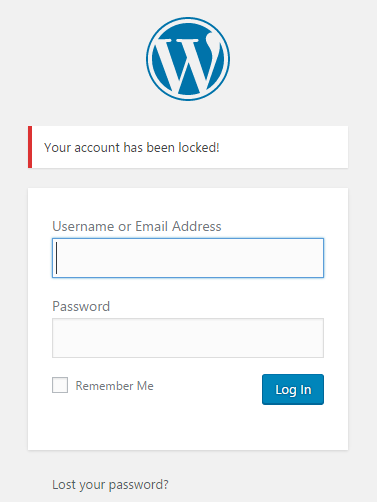 Your account has been locked!
Username or Email Address
Password
Remember Me
Log In
Lost your password?